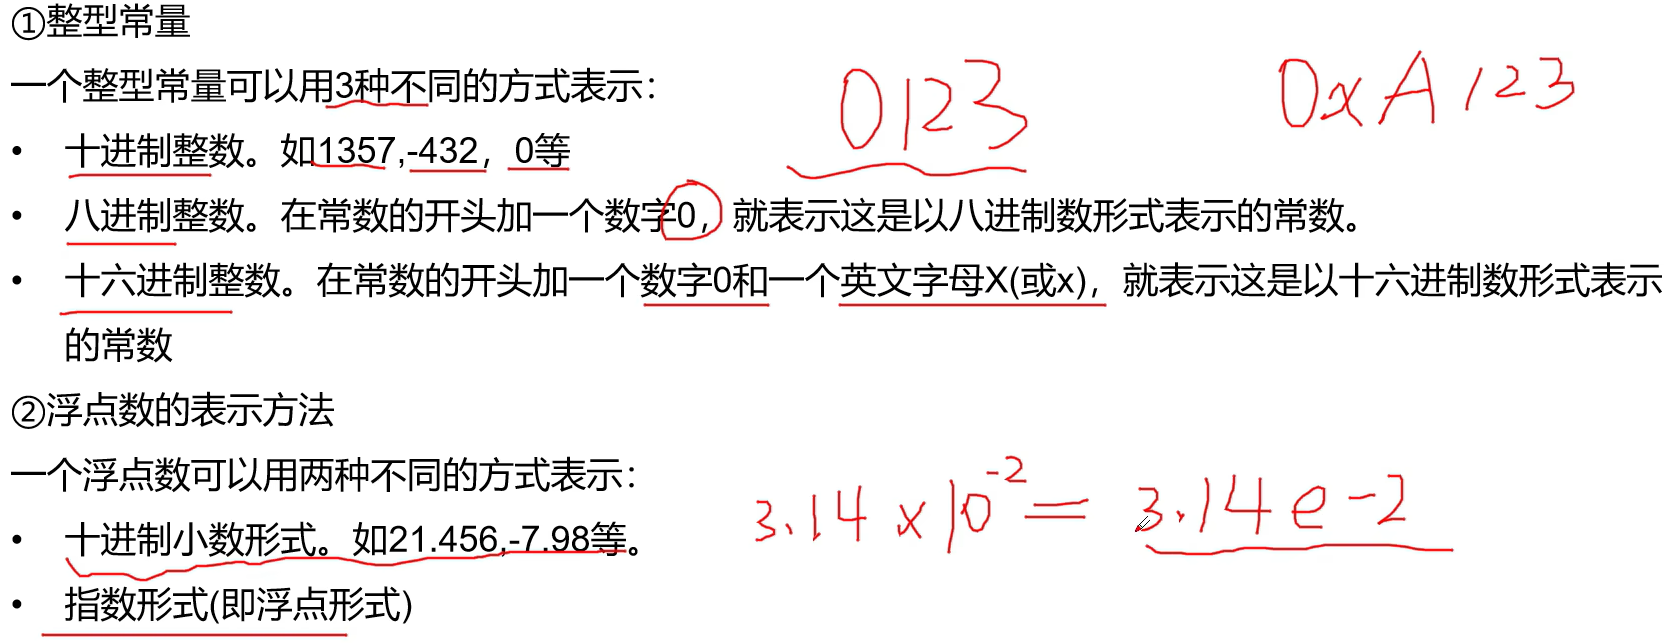 ①整型常量
一个整型常量可以用3种不同的方式表示：
0123
0xA123
• 十进制整数。如1357,-432，0等
• 八进制整数。在常数的开头加一个数字0，就表示这是以八进制数形式表示的常数。
• 十六进制整数。在常数的开头加一个数字0和一个英文字母X(或x)，就表示这是以十六进制数形式表示
的常数
②浮点数的表示方法
一个浮点数可以用两种不同的方式表示：
3.14×10⁻²=3.14e-2
• 十进制小数形式。如21.456,-7.98等。
• 指数形式(即浮点形式)